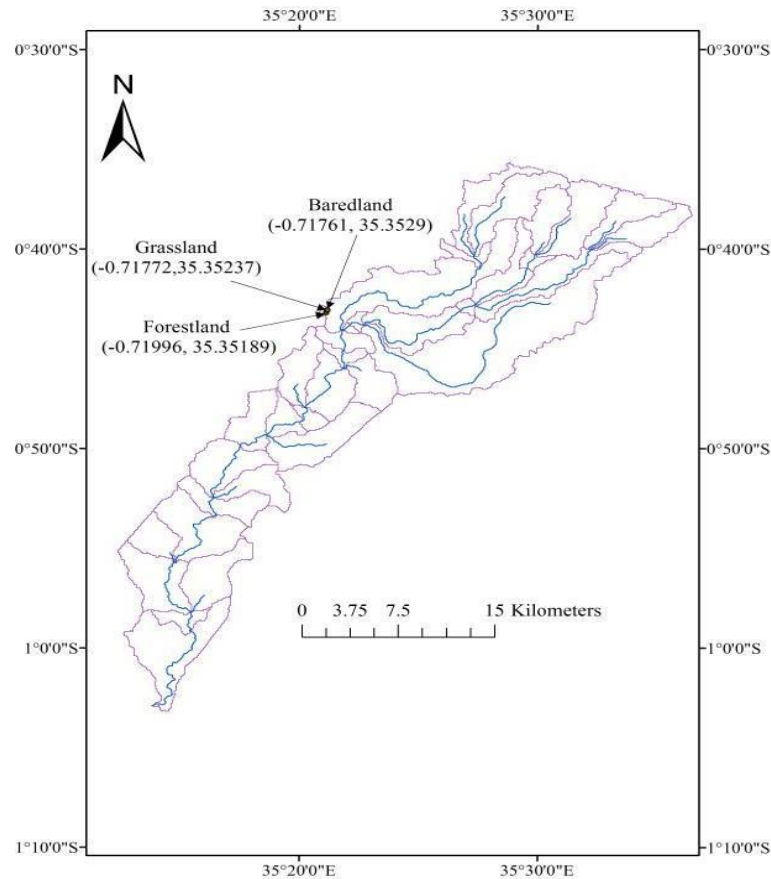 35°20'0"E 35°30'0"E
0°30'0"S 0°30'0"S
N
Baredland
(-0.71761, 35.3529)
Grassland
(-0.71772,35.35237)
0°40'0"S 0°40'0"S
Forestland
(-0.71996, 35.35189)
0°50'0"S 0°50'0"S
0 3.75 7.5 15 Kilometers
1°0'0"S 1°0'0"S
1°10'0"S 1°10'0"S
35°20'0"E 35°30'0"E